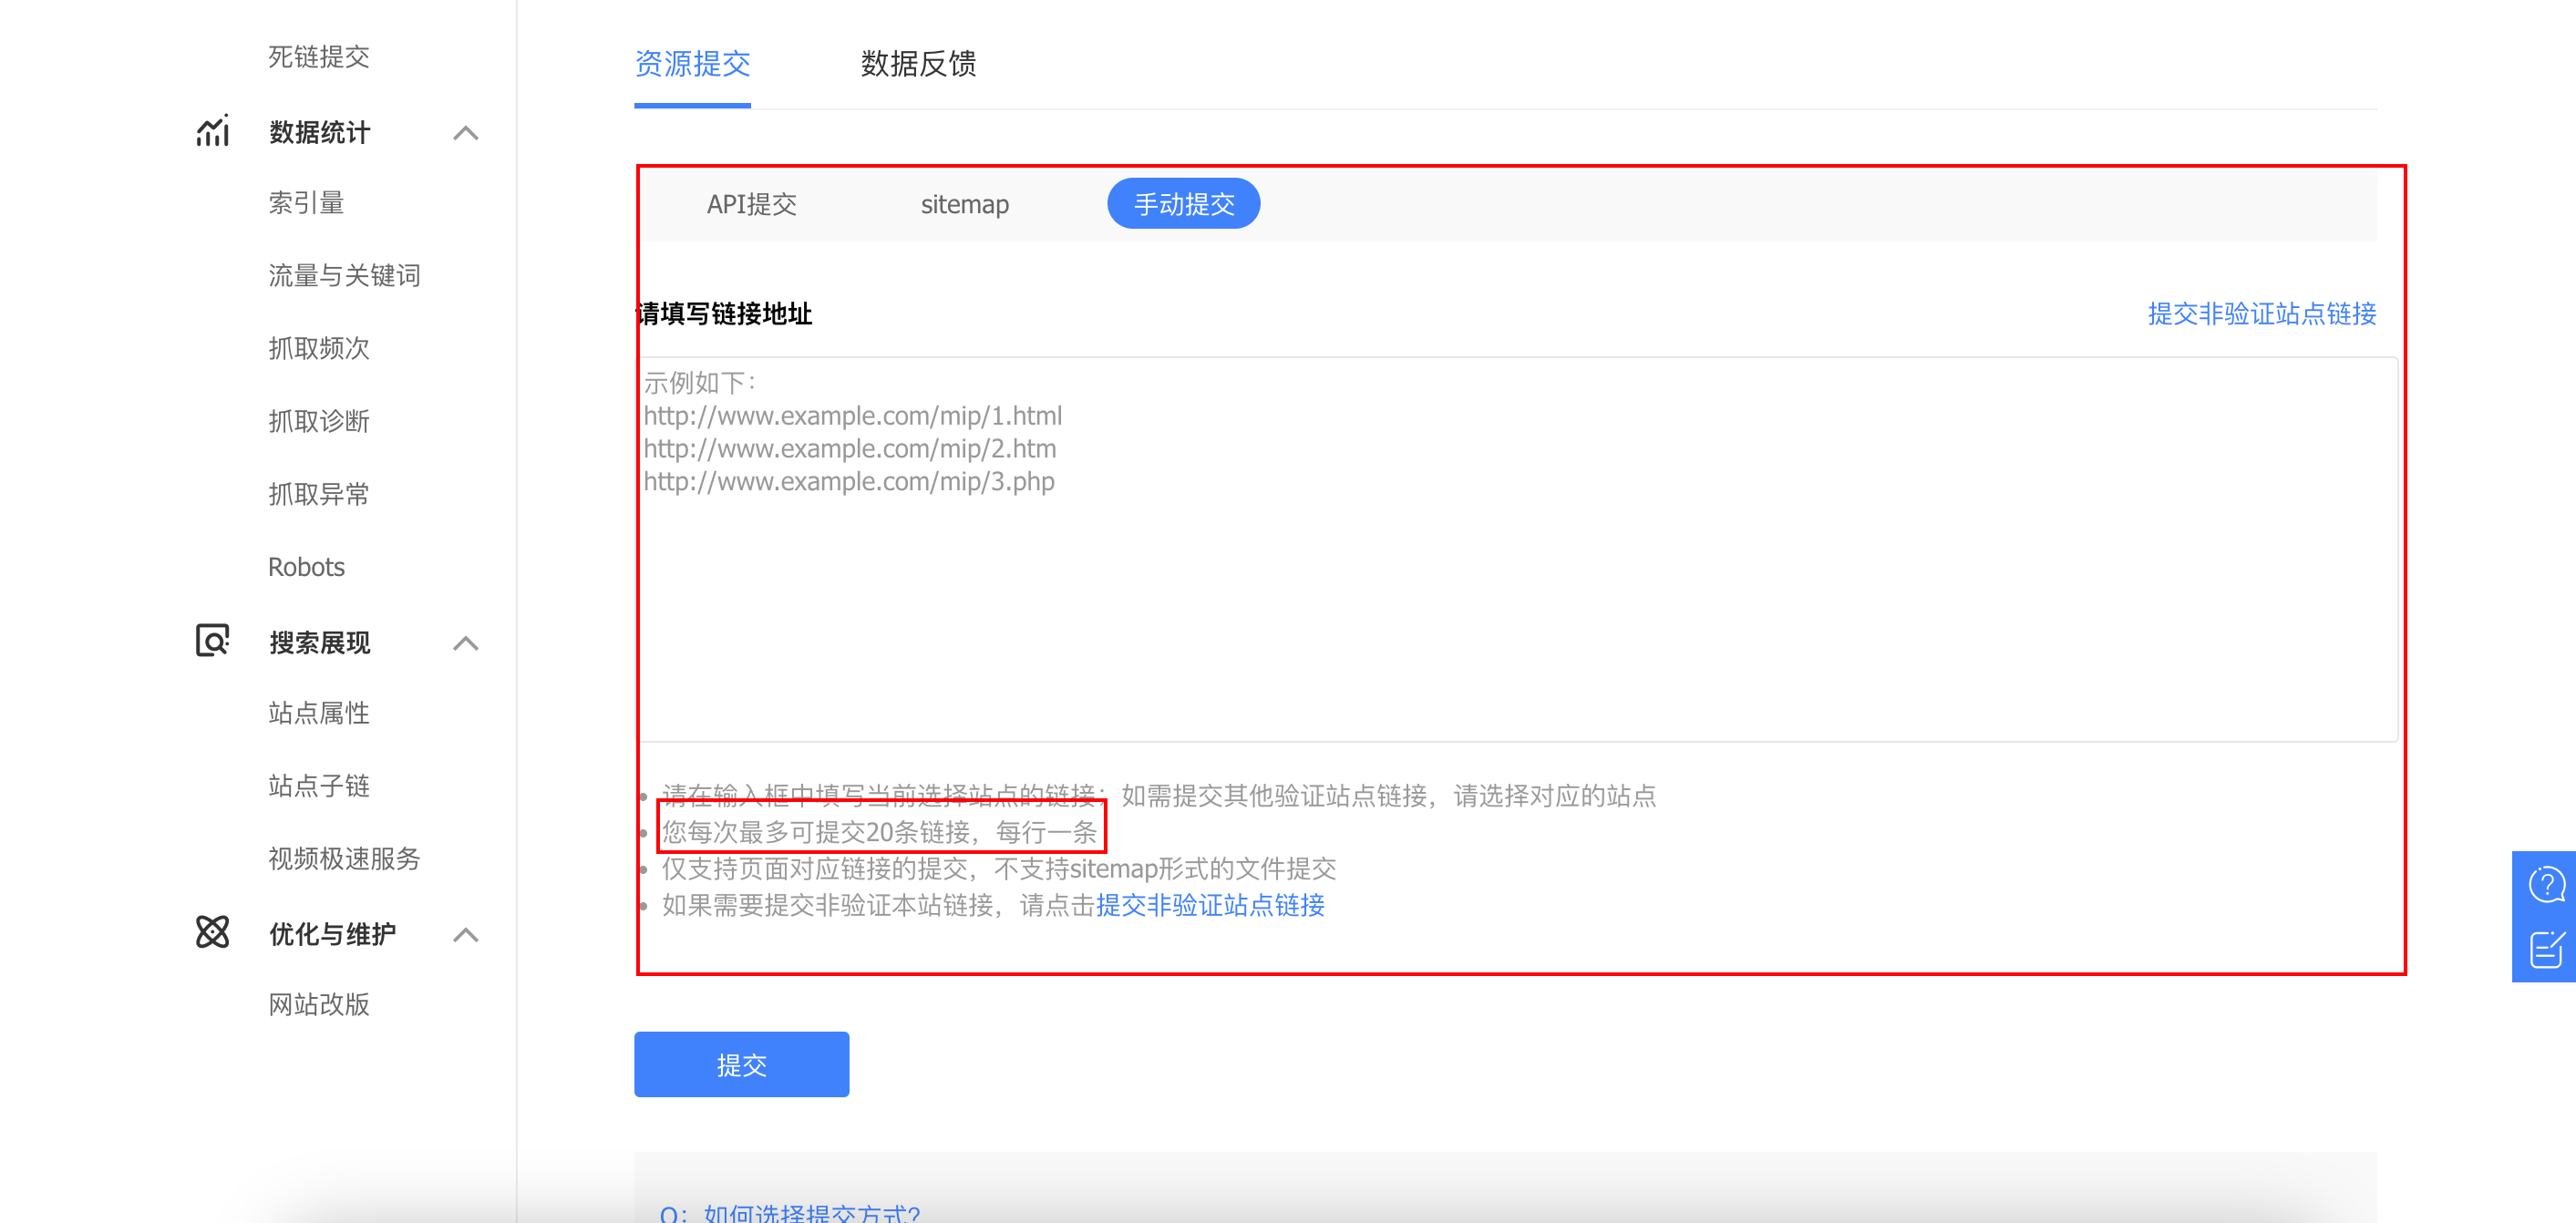 死链提交
数据统计
索引量
流量与关键词
抓取频次
抓取诊断
抓取异常
Robots
搜索展现
站点属性
站点子链
视频极速服务
优化与维护
网站改版
资源提交
数据反馈
API提交
sitemap
手动提交
请填写链接地址
提交非验证站点链接
示例如下：
http://www.example.com/mip/1.html
http://www.example.com/mip/2.htm
http://www.example.com/mip/3.php
请在输入框中填写当前选择站点的链接；如需提交其他验证站点链接，请选择对应的站点
您每次最多可提交20条链接，每行一条
仅支持页面对应链接的提交，不支持sitemap形式的文件提交
如果需要提交非验证本站链接，请点击提交非验证站点链接
提交
Q：如何选择提交方式？